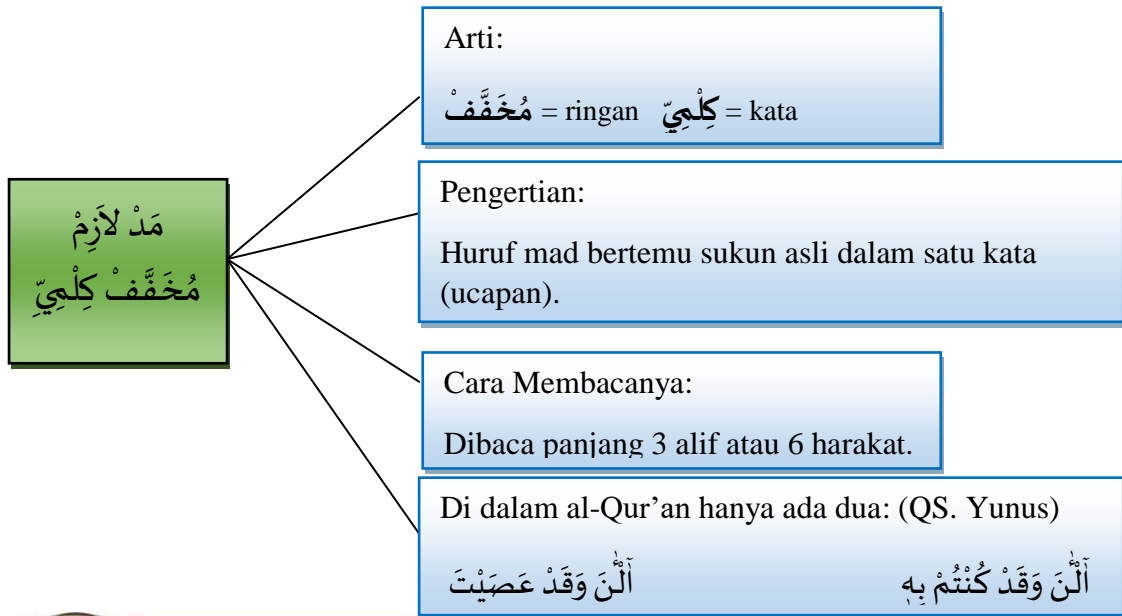 مَدْ لاَزِمْ
مُخَفَّفْ كِلْمِيِّ
Arti:
مُخَفَّفْ = ringan كِلْمِيّ = kata
Pengertian:
Huruf mad bertemu sukun asli dalam satu kata
(ucapan).
Cara Membacanya:
Dibaca panjang 3 alif atau 6 harakat.
Di dalam al-Qur’an hanya ada dua: (QS. Yunus)
آَلْـٰٔنَ وَقَدْ كُنْتُمْ بِهٖ آَلْـٰٔنَ وَقَدْ عَصَيْتَ